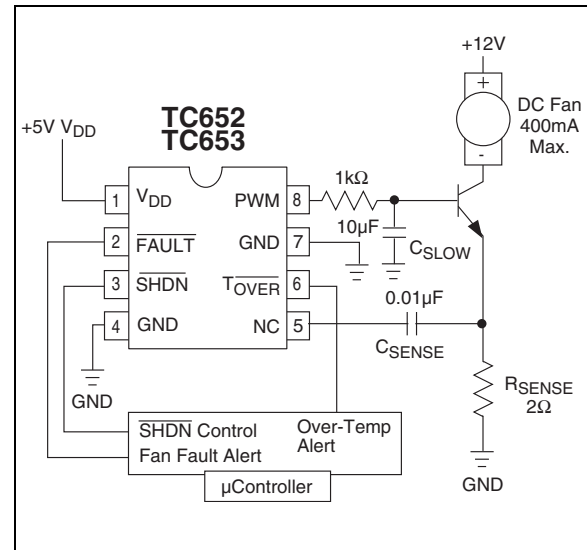 +12V
DC Fan
400mA
Max.
+
-
TC652
TC653
+5V VDD
1kΩ
1 VDD PWM 8
2 FAULT GND 7
3 SHDN TOVER 6
4 GND NC 5
10µF
CSLOW
0.01µF
CSENSE
RSENSE
2Ω
GND
GND
SHDN Control
Fan Fault Alert
Over-Temp
Alert
µController